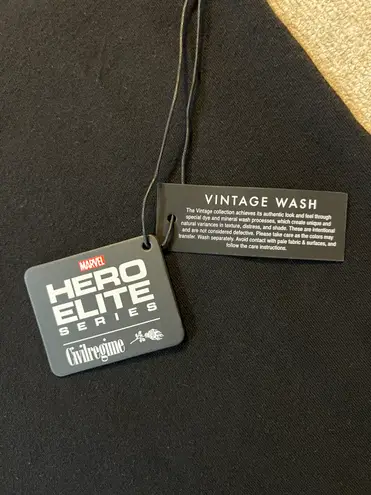 VINTAGE WASH
The Vintage collection achieves its authentic look and feel through
special dye and mineral wash processes, which create unique and
natural variances in texture, distress, and shade. These are intentional
and are not considered defective. Please take care as the colors may
transfer. Wash separately. Avoid contact with pale fabric & surfaces, and
follow the care instructions.
MARVEL
HERO
ELITE
SERIES
Civilregime